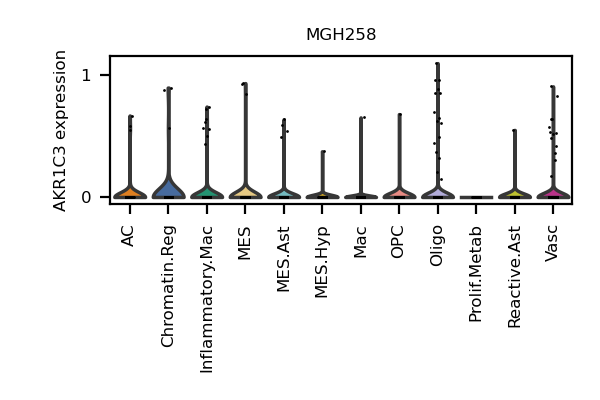 MGH258
AKR1C3 expression
1
0
AC
Chromatin.Reg
Inflammatory.Mac
MES
MES.Ast
MES.Hyp
Mac
OPC
Oligo
Prolif.Metab
Reactive.Ast
Vasc